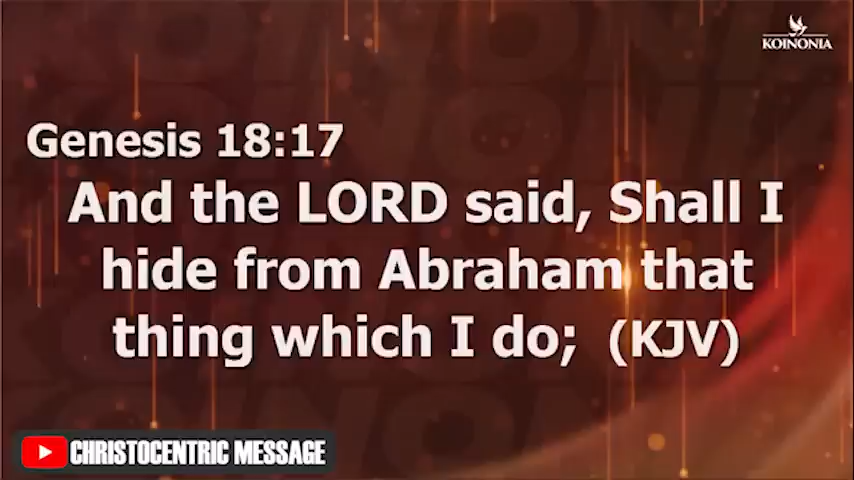 KOINONIA
Genesis 18:17
And the LORD said, Shall I
hide from Abraham that
thing which I do; (KJV)
CHRISTOCENTRIC MESSAGE